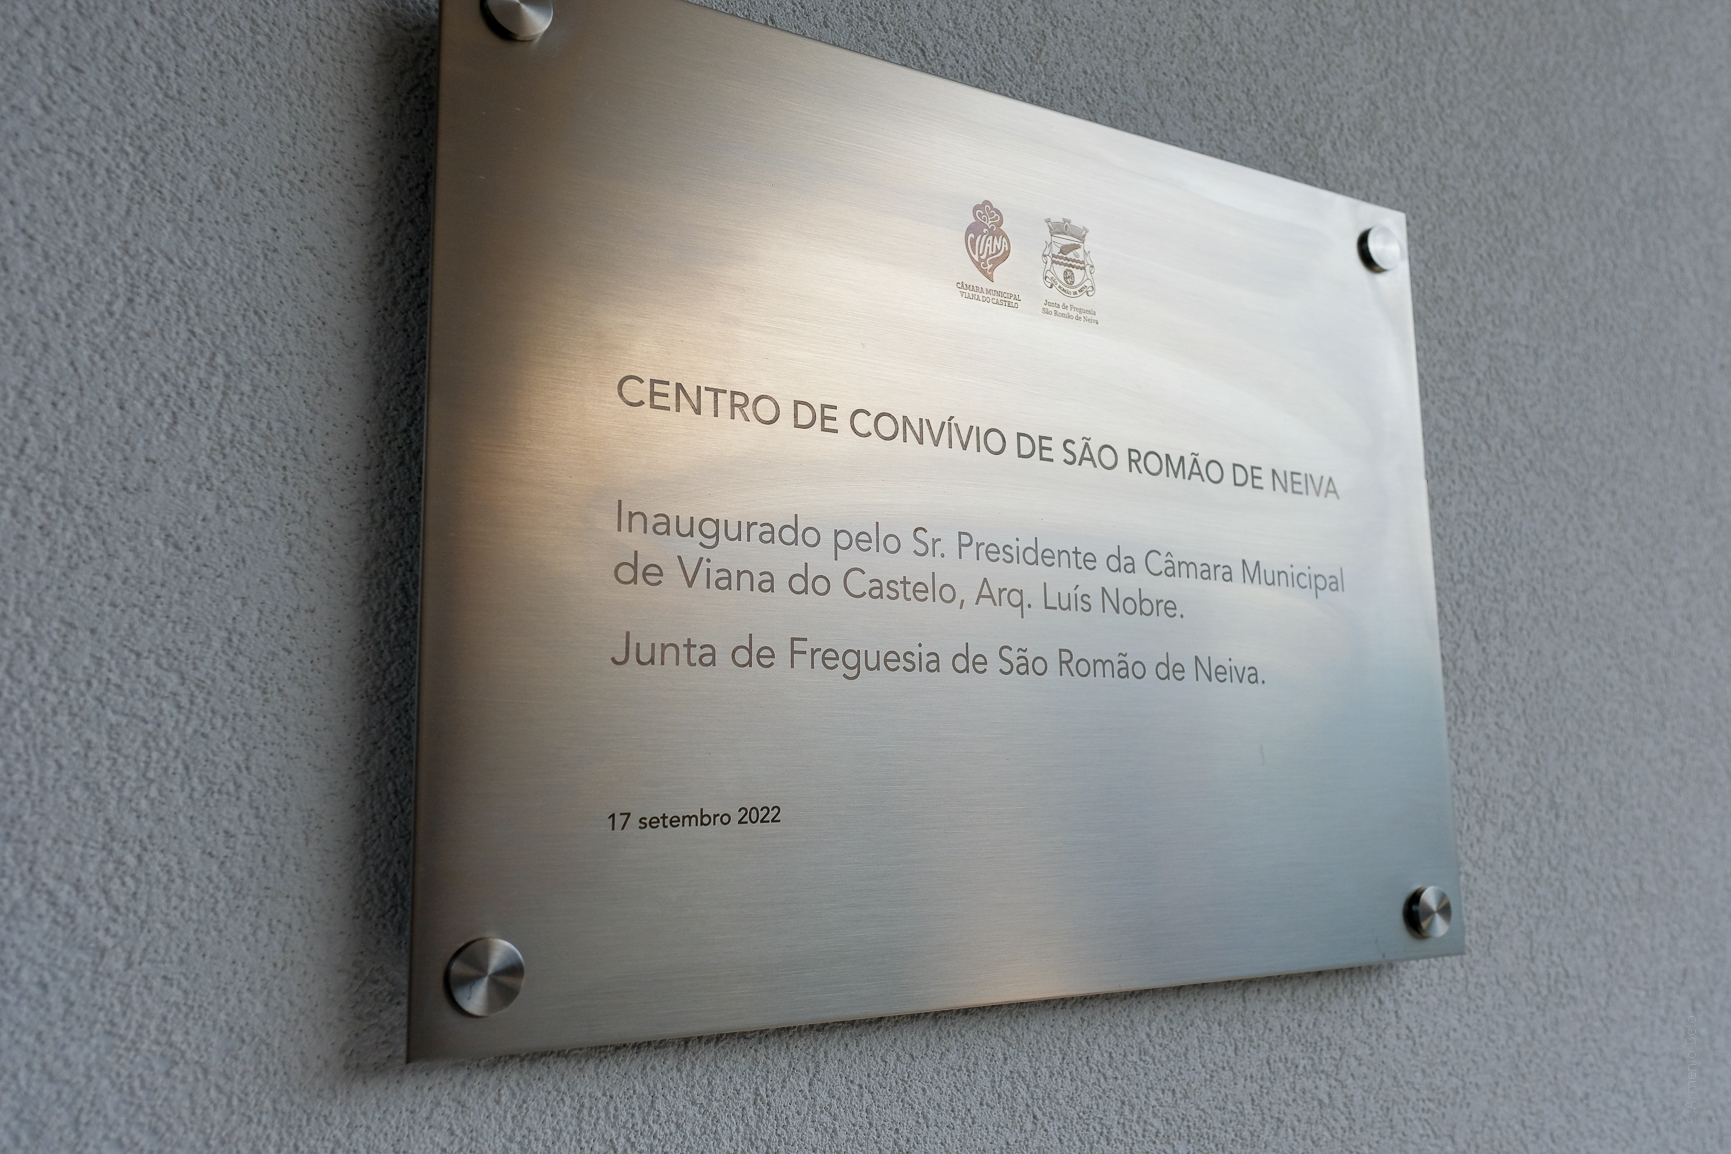 VIANA
CÂMARA MUNICIPAL
VIANA DO CASTELO
Junta de Freguesia
São Romão de Neiva
CENTRO DE CONVÍVIO DE SÃO ROMÃO DE NEIVA
Inaugurado pelo Sr. Presidente da Câmara Municipal
de Viana do Castelo, Arq. Luís Nobre.
Junta de Freguesia de São Romão de Neiva.
17 setembro 2022